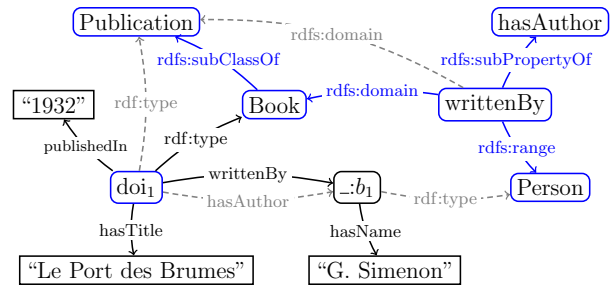 Publication
rdfs:domain
hasAuthor
rdfs:subClassOf
rdfs:subPropertyOf
“1932”
rdf:type
Book
rdfs:domain
writtenBy
publishedIn
rdf:type
rdfs:range
doi₁
writtenBy
_:b₁
Person
hasAuthor
rdf:type
hasTitle
hasName
“Le Port des Brumes”
“G. Simenon”